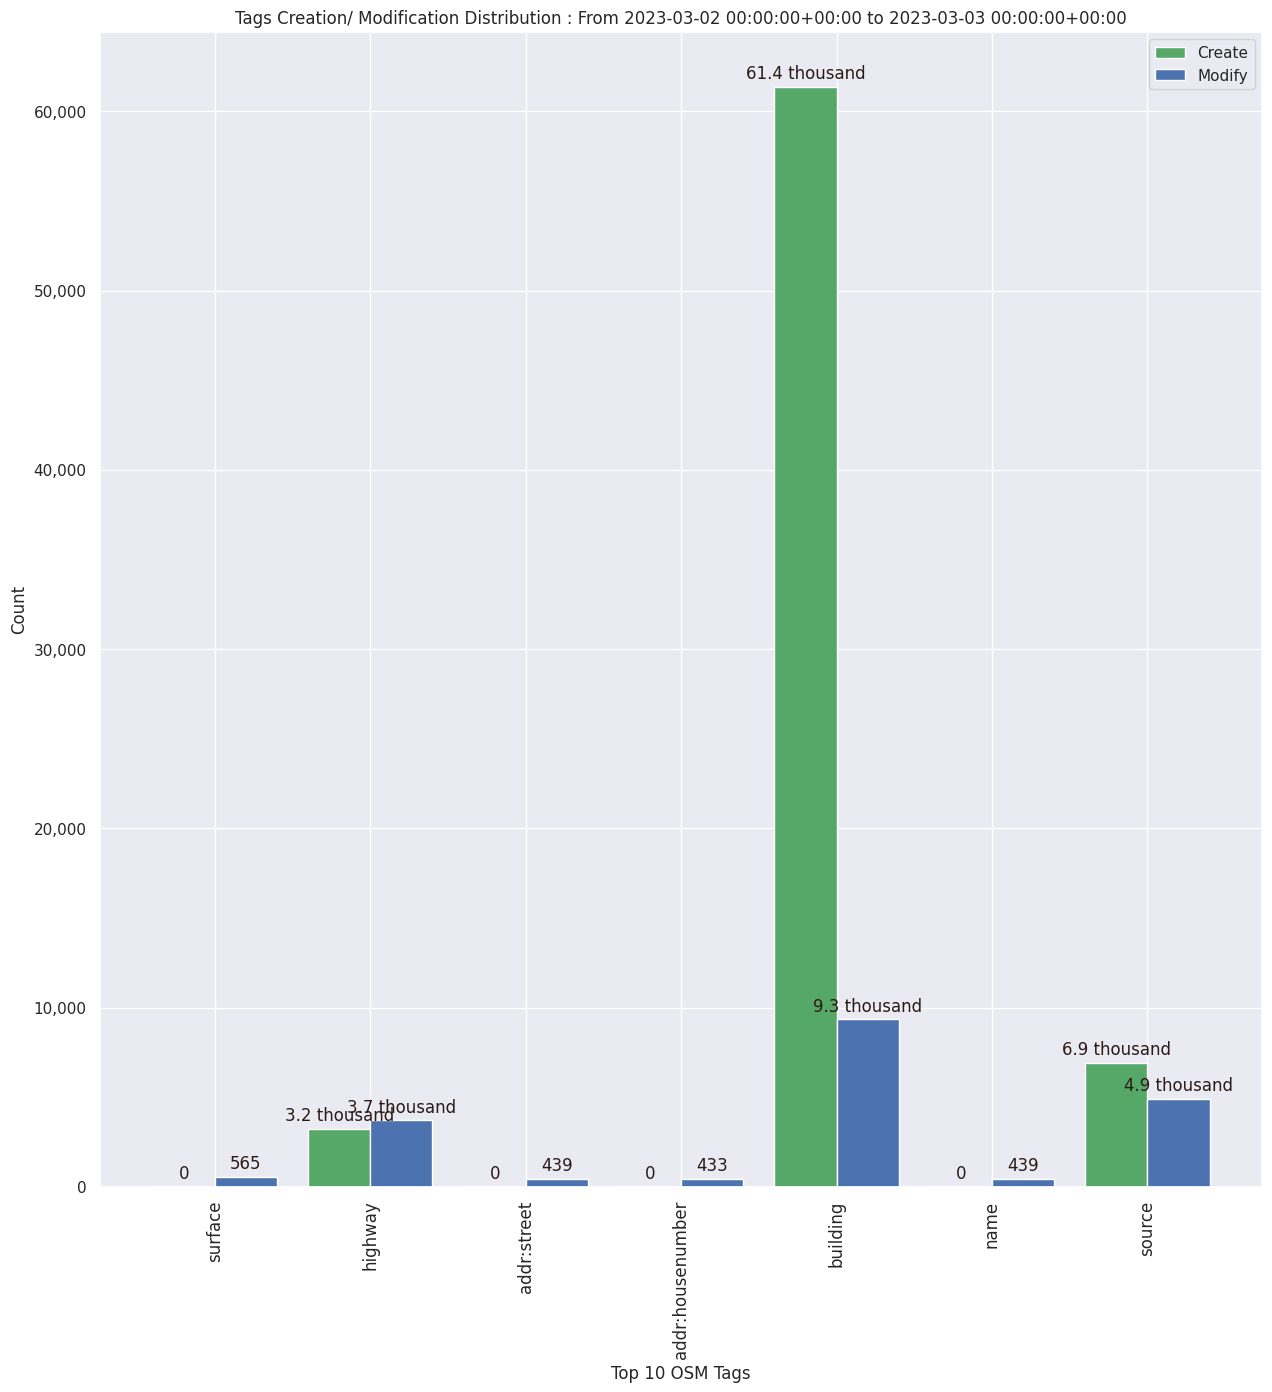 Tags Creation/ Modification Distribution : From 2023-03-02 00:00:00+00:00 to 2023-03-03 00:00:00+00:00
Create
Modify
61.4 thousand
60,000
50,000
40,000
30,000
20,000
10,000
0
Count
9.3 thousand
6.9 thousand
4.9 thousand
3.2 thousand
3.7 thousand
0
565
0
439
0
433
0
439
surface
highway
addr:street
addr:housenumber
building
name
source
Top 10 OSM Tags